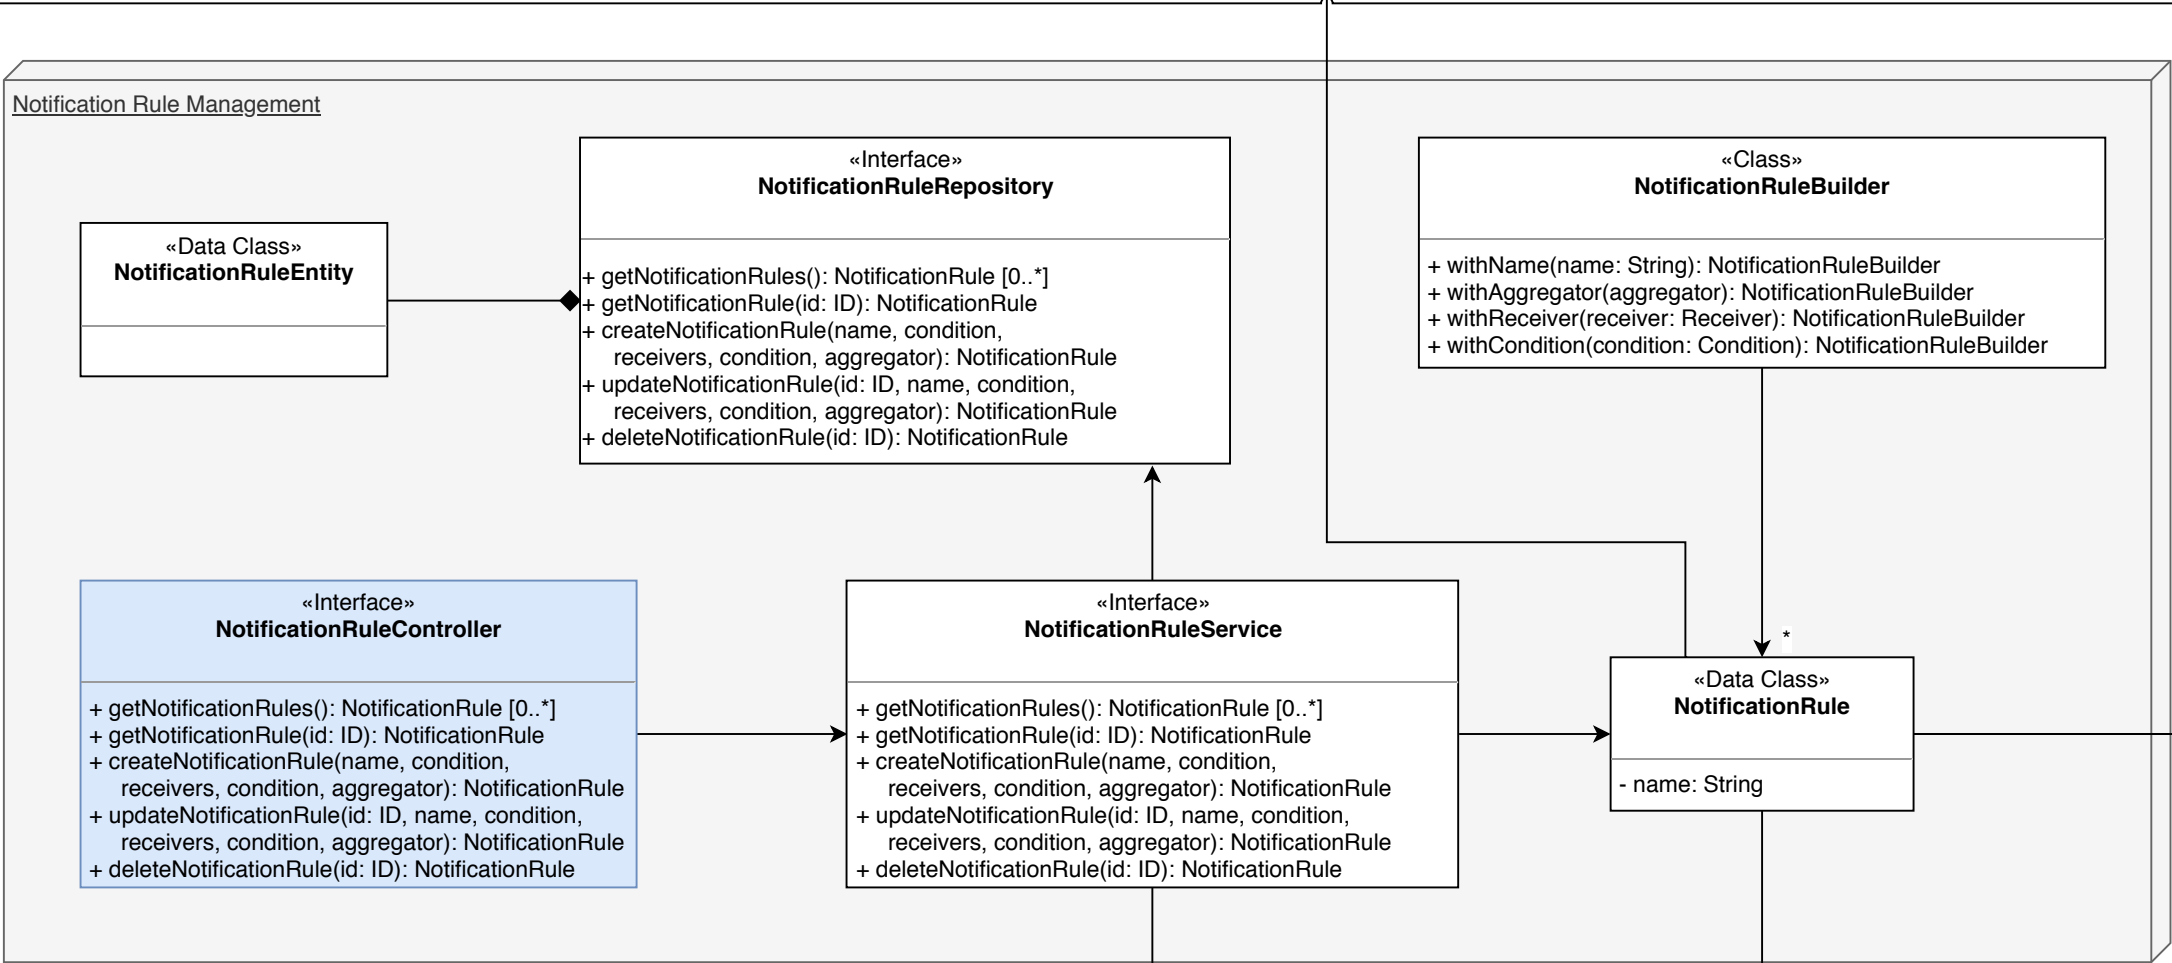 Notification Rule Management
«Interface»
NotificationRuleRepository
+ getNotificationRules(): NotificationRule [0..*]
+ getNotificationRule(id: ID): NotificationRule
+ createNotificationRule(name, condition,
receivers, condition, aggregator): NotificationRule
+ updateNotificationRule(id: ID, name, condition,
receivers, condition, aggregator): NotificationRule
+ deleteNotificationRule(id: ID): NotificationRule
«Class»
NotificationRuleBuilder
+ withName(name: String): NotificationRuleBuilder
+ withAggregator(aggregator): NotificationRuleBuilder
+ withReceiver(receiver: Receiver): NotificationRuleBuilder
+ withCondition(condition: Condition): NotificationRuleBuilder
«Data Class»
NotificationRuleEntity
«Interface»
NotificationRuleController
+ getNotificationRules(): NotificationRule [0..*]
+ getNotificationRule(id: ID): NotificationRule
+ createNotificationRule(name, condition,
receivers, condition, aggregator): NotificationRule
+ updateNotificationRule(id: ID, name, condition,
receivers, condition, aggregator): NotificationRule
+ deleteNotificationRule(id: ID): NotificationRule
«Interface»
NotificationRuleService
+ getNotificationRules(): NotificationRule [0..*]
+ getNotificationRule(id: ID): NotificationRule
+ createNotificationRule(name, condition,
receivers, condition, aggregator): NotificationRule
+ updateNotificationRule(id: ID, name, condition,
receivers, condition, aggregator): NotificationRule
+ deleteNotificationRule(id: ID): NotificationRule
*
«Data Class»
NotificationRule
- name: String